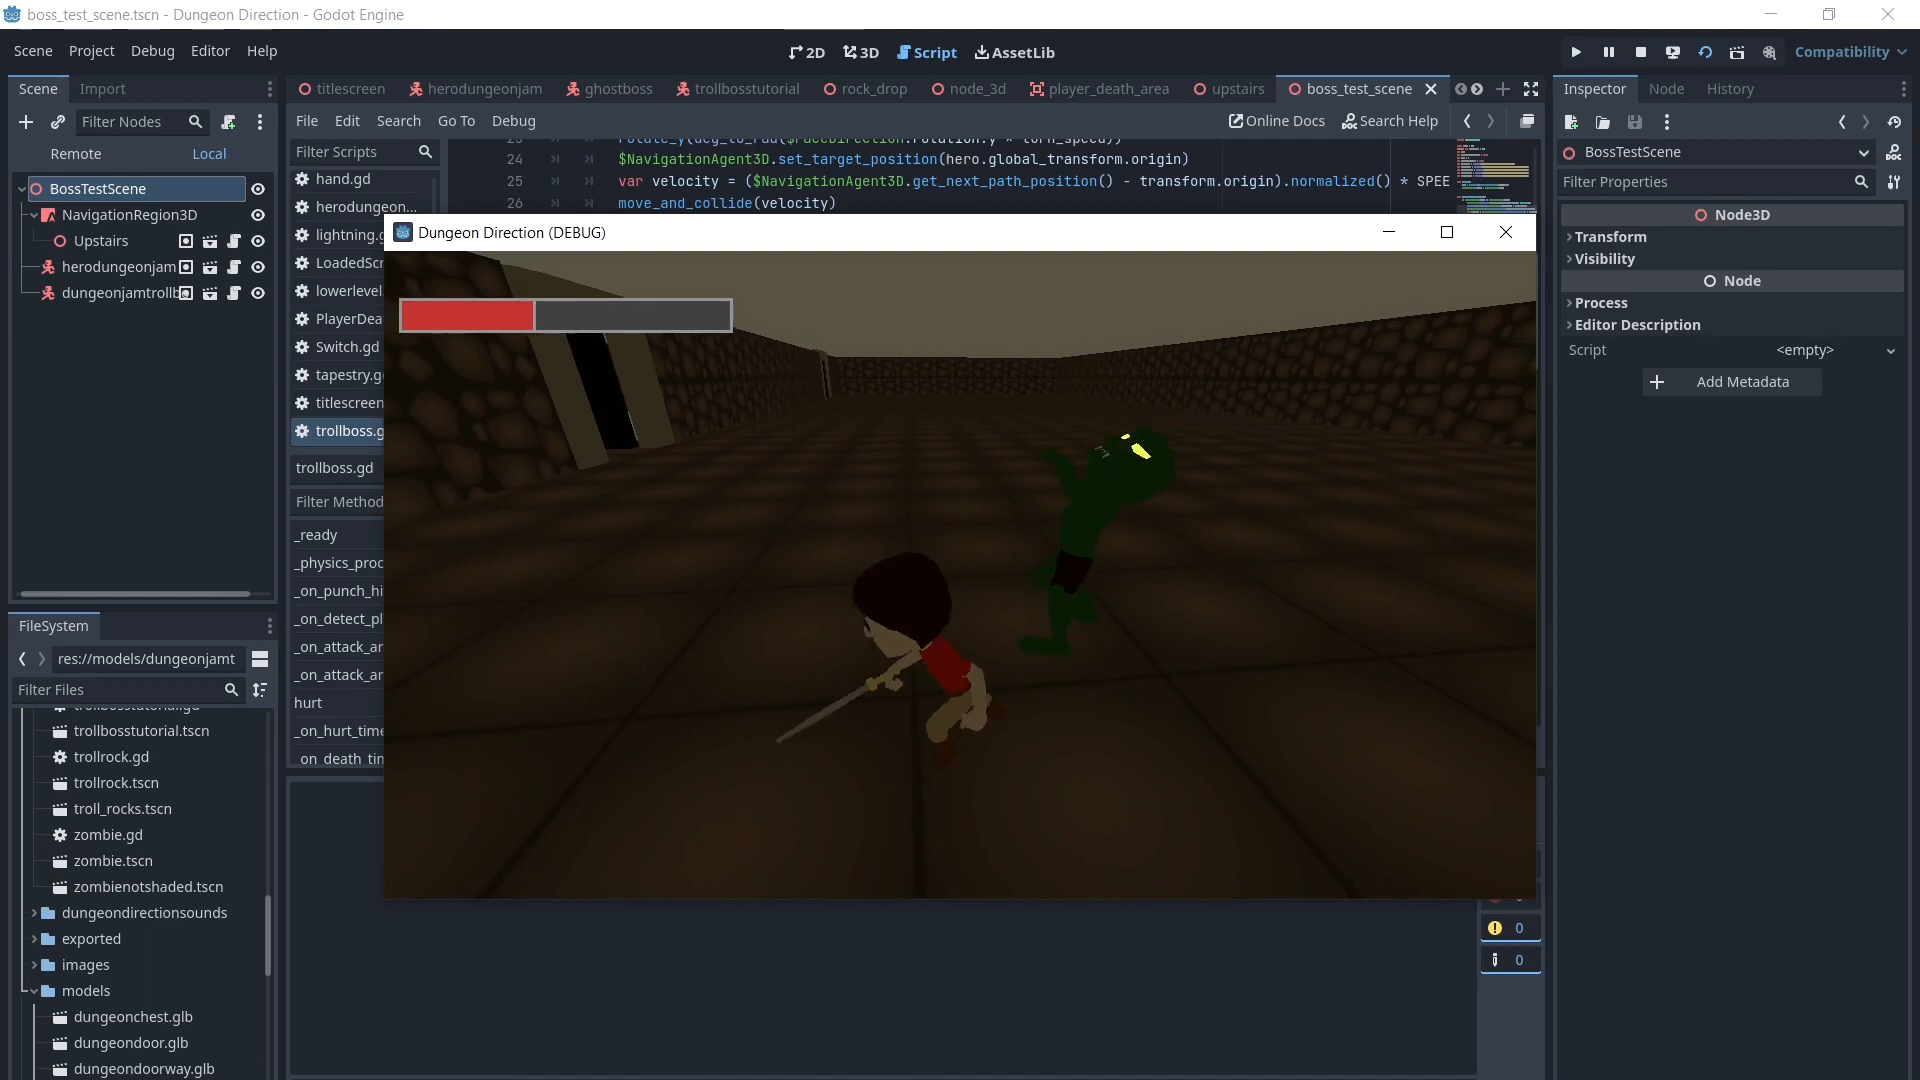 boss_test_scene.tscn - Dungeon Direction - Godot Engine
Scene Project Debug Editor Help
2D 3D Script AssetLib
Compatibility
Scene Import
titlescreen herodungeonjam ghostboss trollbosstutorial rock_drop node_3d player_death_area upstairs boss_test_scene
Inspector Node History
Filter Nodes
File Edit Search Go To Debug
Online Docs Search Help
Remote Local
Filter Scripts
BossTestScene
Filter Properties
24 $NavigationAgent3D.set_target_position(hero.global_transform.origin)
25 var velocity = ($NavigationAgent3D.get_next_path_position() - transform.origin).normalized() * SPEE
26 move_and_collide(velocity)
BossTestScene
NavigationRegion3D
Upstairs
herodungeonjam
dungeonjamtrollb
hand.gd
herodungeon...
lightning.g
LoadedScr
lowerlevel
PlayerDea
Switch.gd
tapestry.g
titlescreen
trollboss.g
trollboss.gd
Filter Method
_ready
_physics_proc
_on_punch_hi
_on_detect_pl
_on_attack_ar
_on_attack_ar
hurt
_on_hurt_time
_on_death_tin
Dungeon Direction (DEBUG)
Node3D
Transform
Visibility
Node
Process
Editor Description
Script <empty>
Add Metadata
FileSystem
res://models/dungeonjamt
Filter Files
trollbosstutorial.gd
trollbosstutorial.tscn
trollrock.gd
trollrock.tscn
troll_rocks.tscn
zombie.gd
zombie.tscn
zombienotshaded.tscn
dungeondirectionsounds
exported
images
models
dungeonchest.glb
dungeondoor.glb
dungeondoorway.glb
0
0